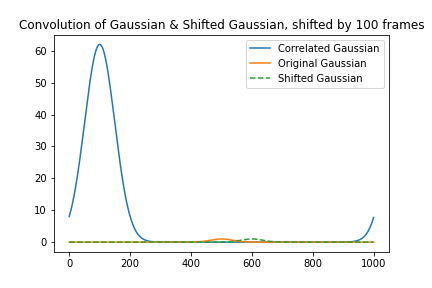 Convolution of Gaussian & Shifted Gaussian, shifted by 100 frames
Correlated Gaussian
Original Gaussian
Shifted Gaussian
60
50
40
30
20
10
0
0 200 400 600 800 1000